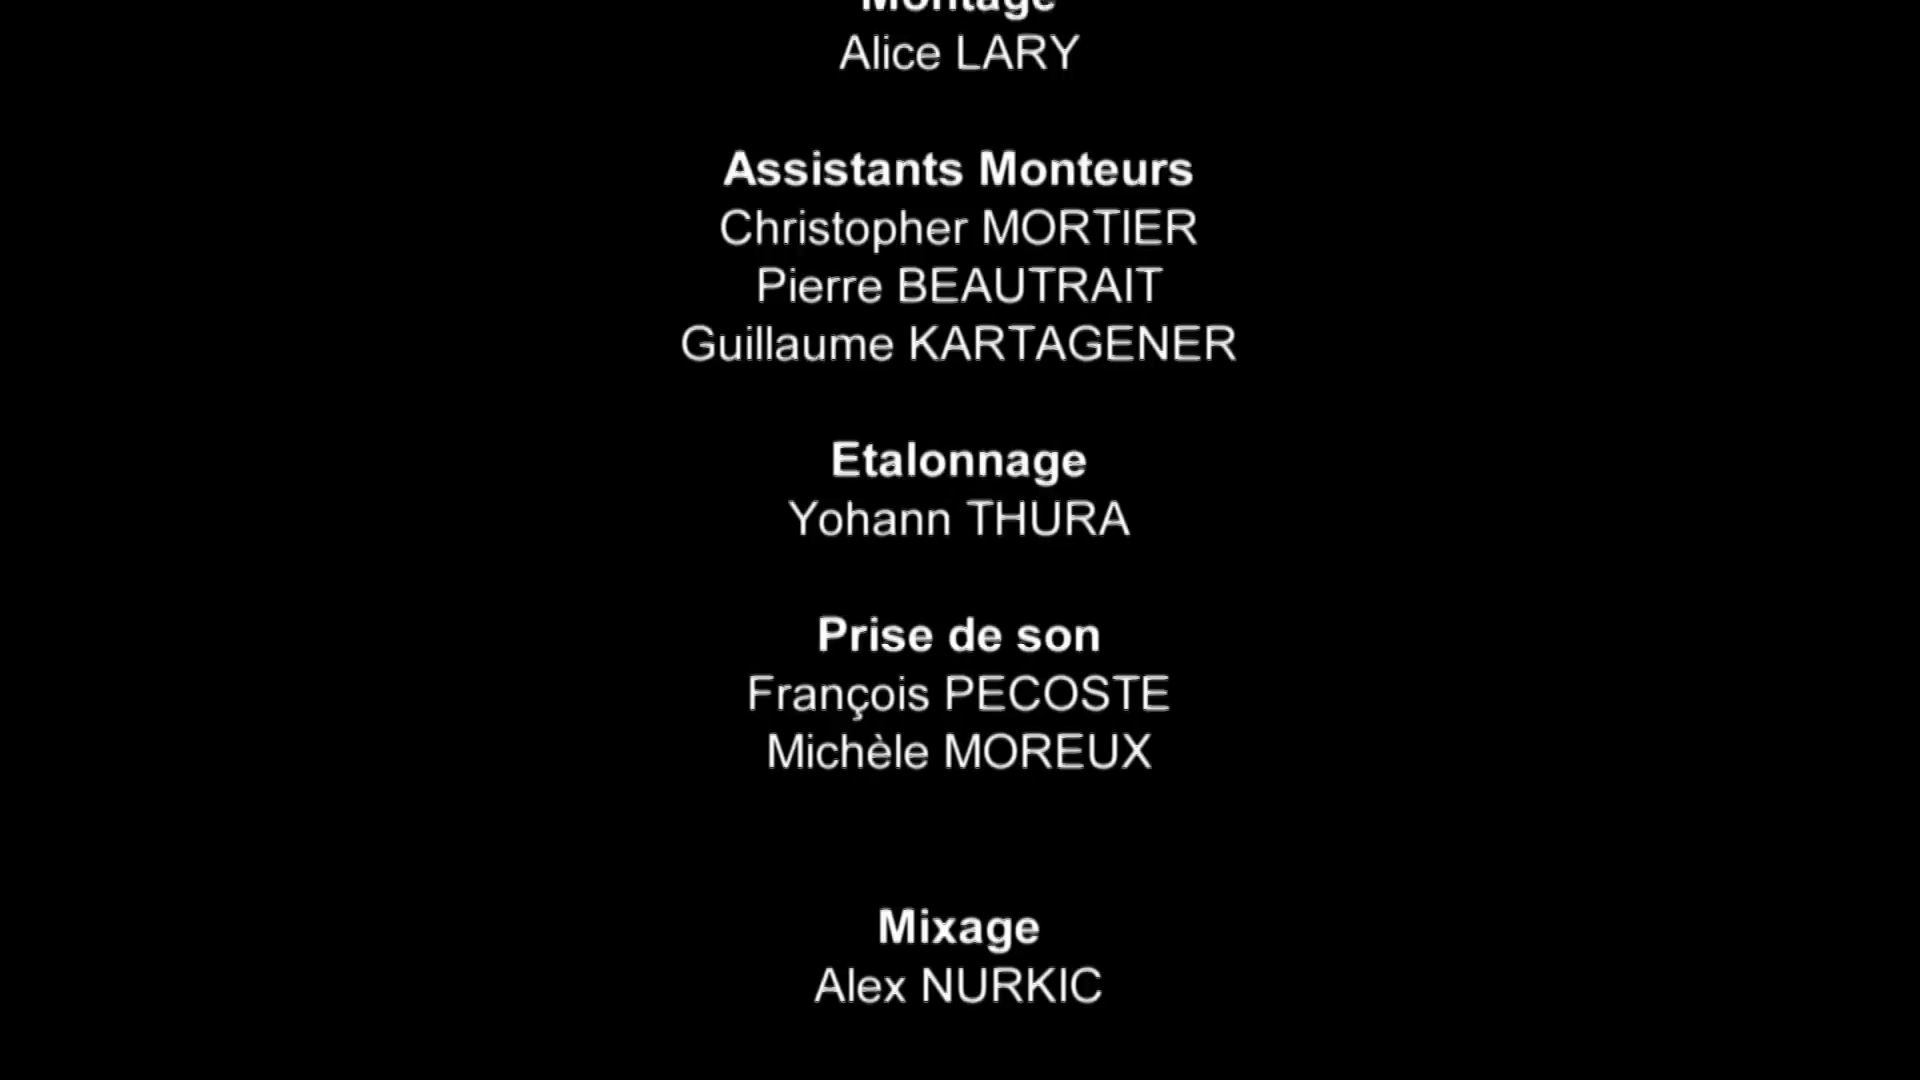 Montage
Alice LARY
Assistants Monteurs
Christopher MORTIER
Pierre BEAUTRAIT
Guillaume KARTAGENER
Etalonnage
Yohann THURA
Prise de son
François PECOSTE
Michèle MOREUX
Mixage
Alex NURKIC